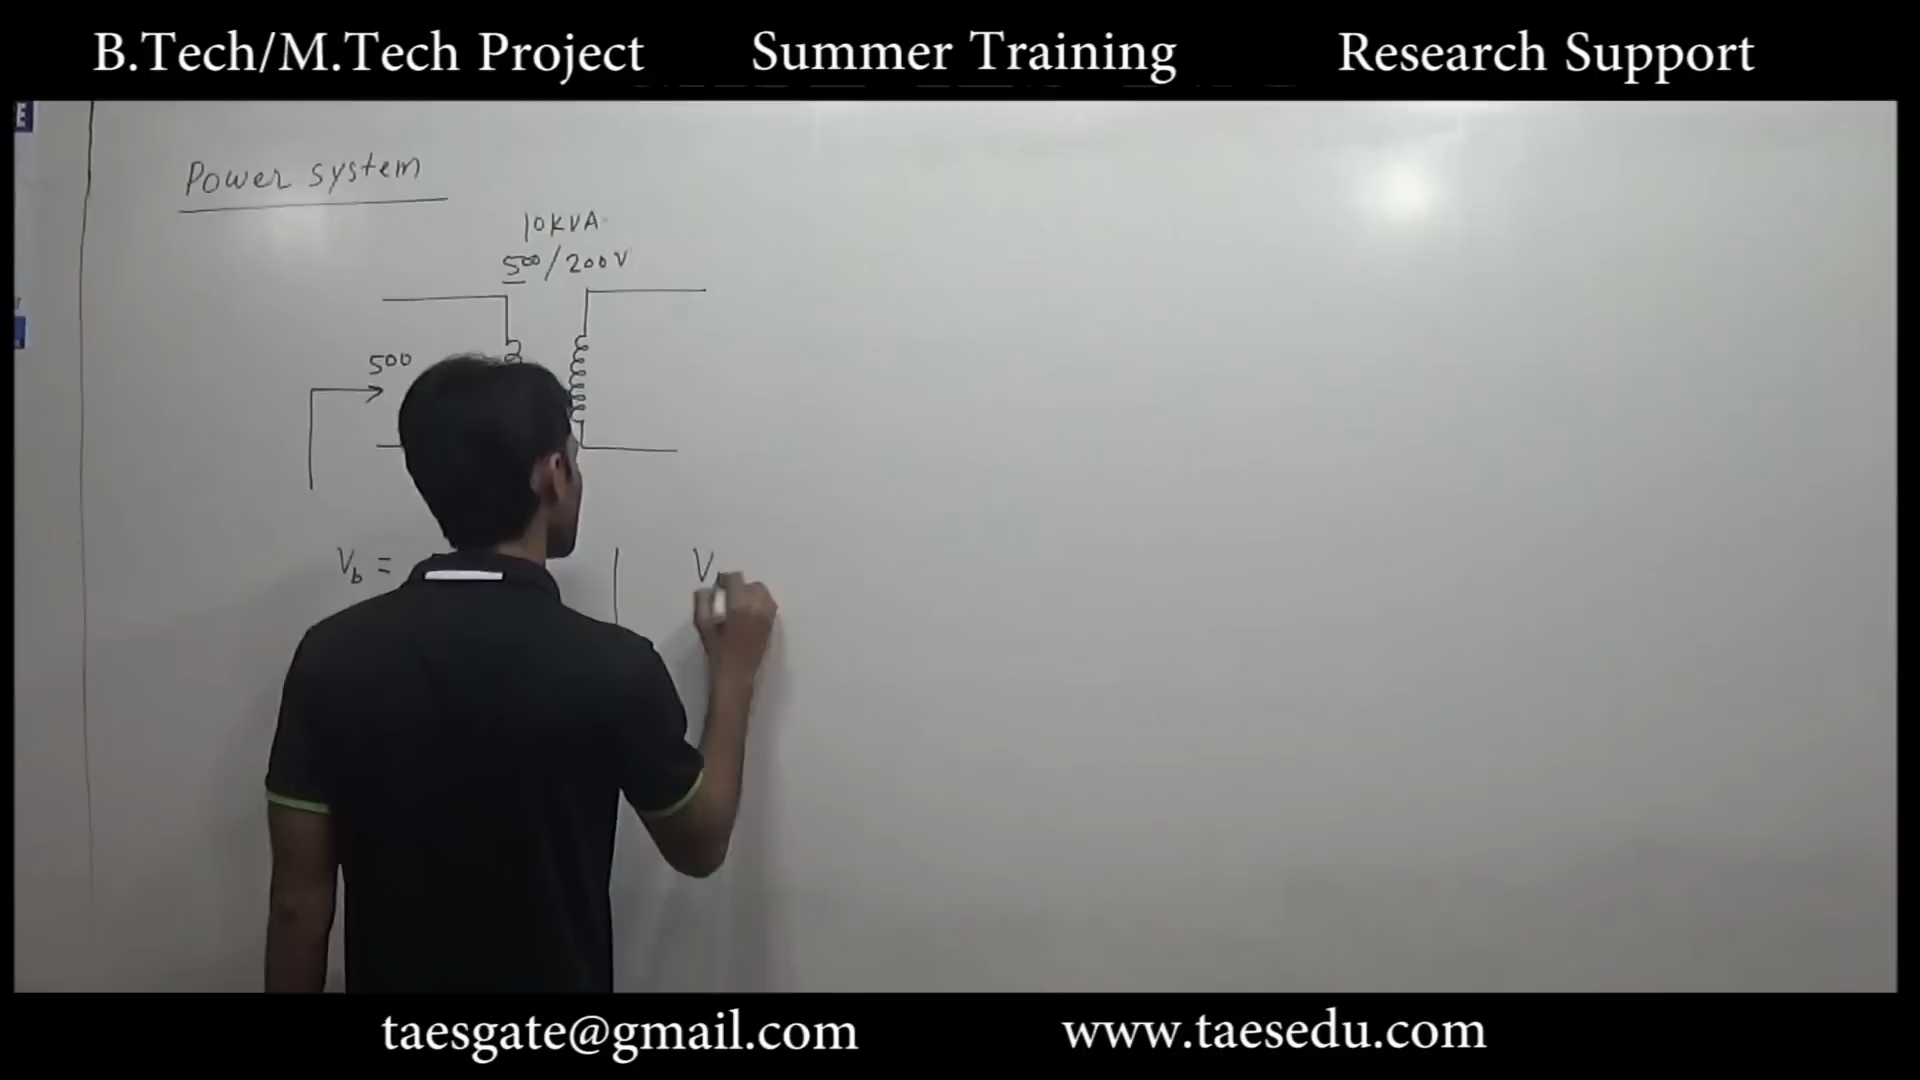 B.Tech/M.Tech Project Summer Training Research Support
E
Power system
10KVA
500/200V
500
Vb =
V
taesgate@gmail.com www.taesedu.com